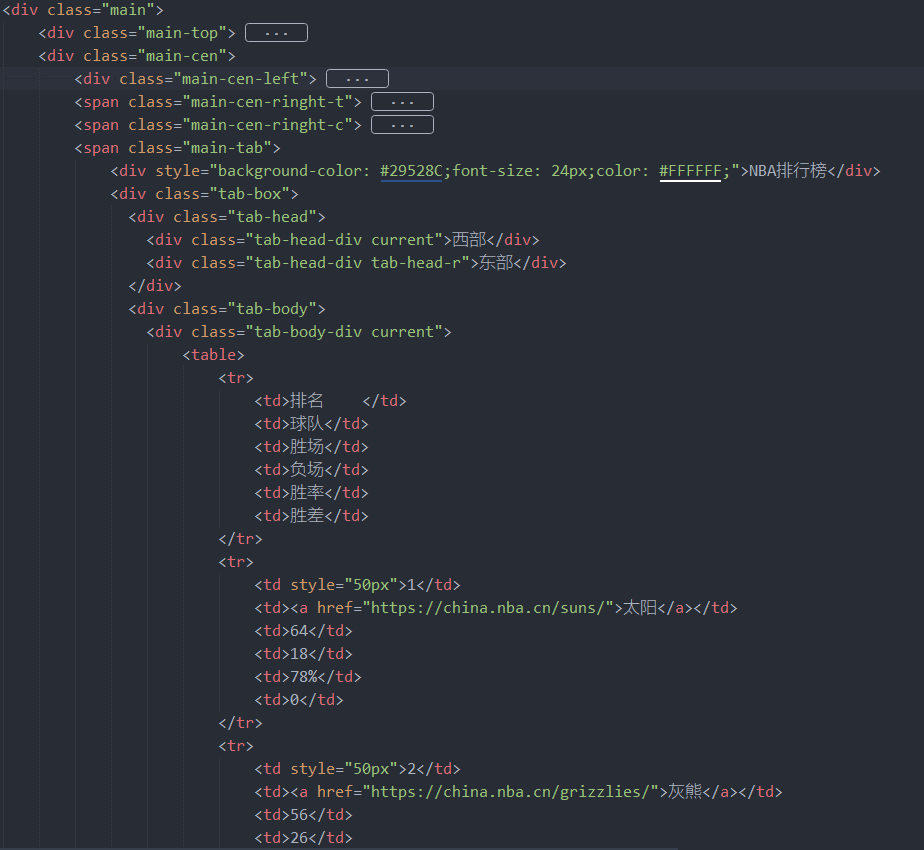 <div class="main">
<div class="main-top"> ...
<div class="main-cen">
<div class="main-cen-left"> ...
<span class="main-cen-ringht-t"> ...
<span class="main-cen-ringht-c"> ...
<span class="main-tab">
<div style="background-color: #29528C;font-size: 24px;color: #FFFFFF;">NBA排行榜</div>
<div class="tab-box">
<div class="tab-head">
<div class="tab-head-div current">西部</div>
<div class="tab-head-div tab-head-r">东部</div>
</div>
<div class="tab-body">
<div class="tab-body-div current">
<table>
<tr>
<td>排名    </td>
<td>球队</td>
<td>胜场</td>
<td>负场</td>
<td>胜率</td>
<td>胜差</td>
</tr>
<tr>
<td style="50px">1</td>
<td><a href="https://china.nba.cn/suns/">太阳</a></td>
<td>64</td>
<td>18</td>
<td>78%</td>
<td>0</td>
</tr>
<tr>
<td style="50px">2</td>
<td><a href="https://china.nba.cn/grizzlies/">灰熊</a></td>
<td>56</td>
<td>26</td>